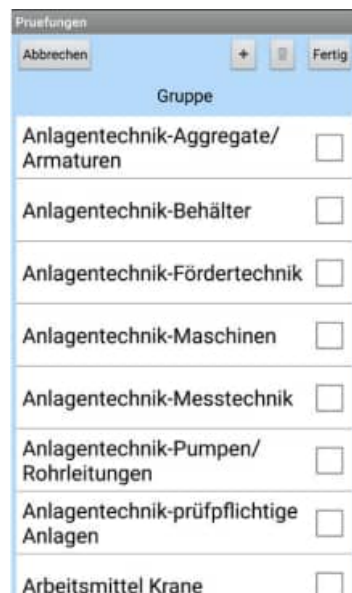 Pruefungen
Abbrechen + Fertig
Gruppe
Anlagentechnik-Aggregate/
Armaturen
Anlagentechnik-Behälter
Anlagentechnik-Fördertechnik
Anlagentechnik-Maschinen
Anlagentechnik-Messtechnik
Anlagentechnik-Pumpen/
Rohrleitungen
Anlagentechnik-prüfpflichtige
Anlagen
Arbeitsmittel Krane